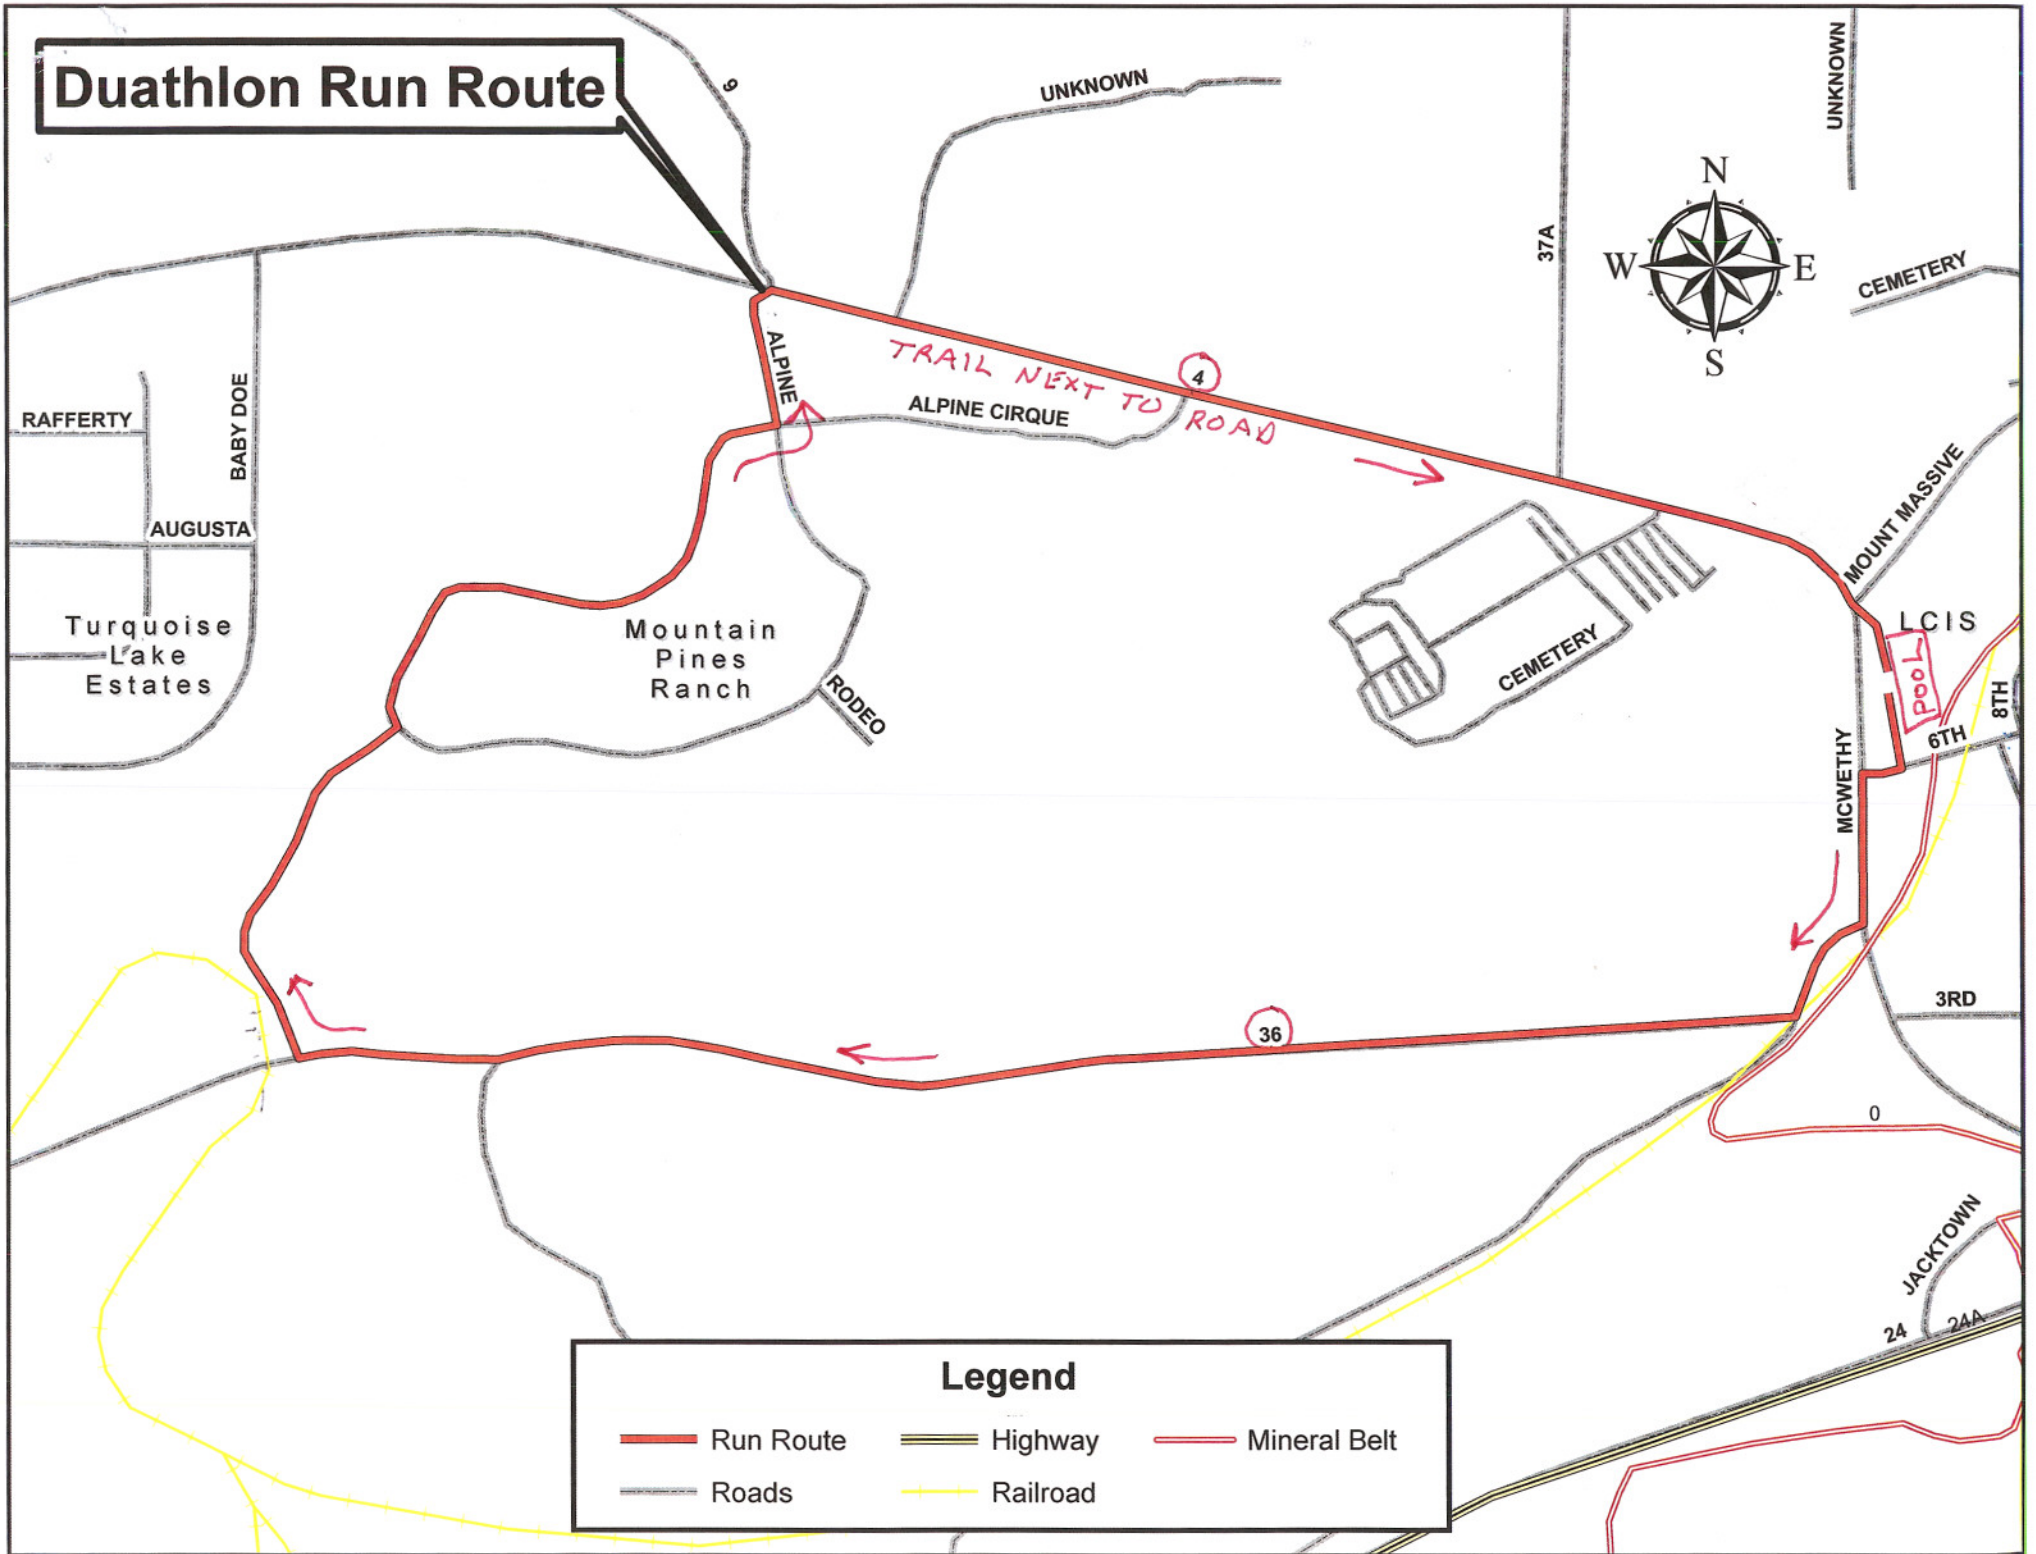 Duathlon Run Route
9
UNKNOWN
UNKNOWN
N
W E
S
37A
CEMETERY
ALPINE
TRAIL NEXT TO ROAD
4
ALPINE CIRQUE
RAFFERTY
BABY DOE
AUGUSTA
MOUNT MASSIVE
Turquoise
Lake
Estates
Mountain
Pines
Ranch
RODEO
CEMETERY
LCIS
POOL
8TH
6TH
MCWETHY
3RD
36
0
JACKTOWN
24
24A
Legend
Run Route Highway Mineral Belt
Roads Railroad